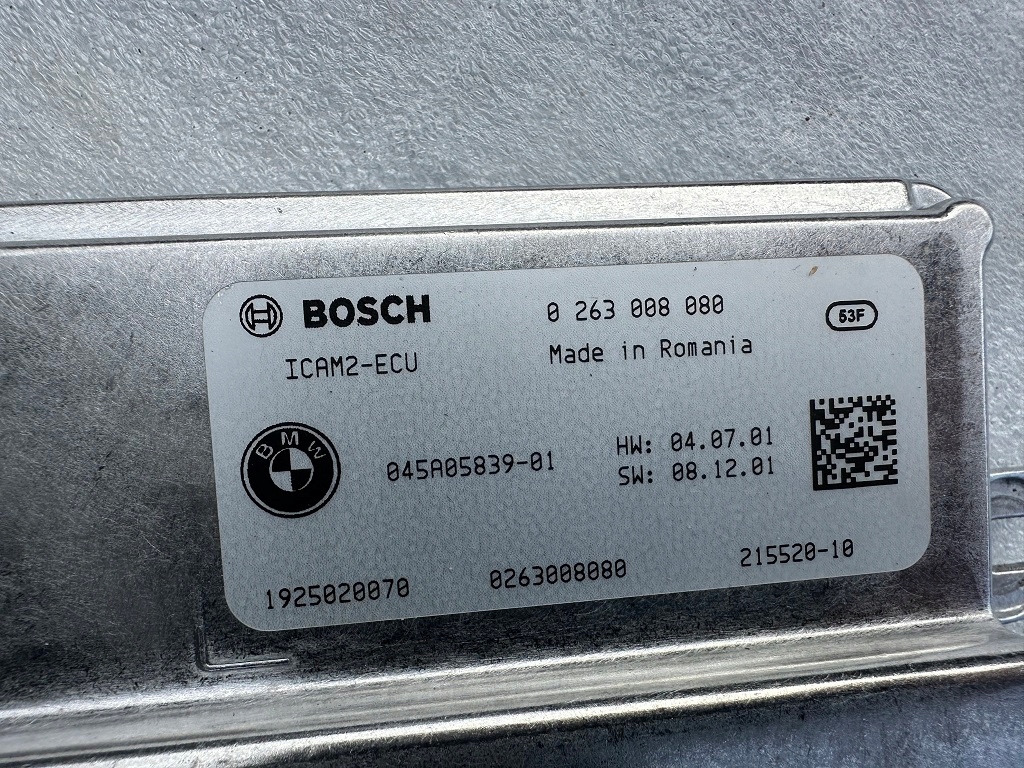 BOSCH 0 263 008 080 53F
ICAM2-ECU Made in Romania
BMW 045A05839-01 HW: 04.07.01
SW: 08.12.01
1925020070 0263008080 215520-10